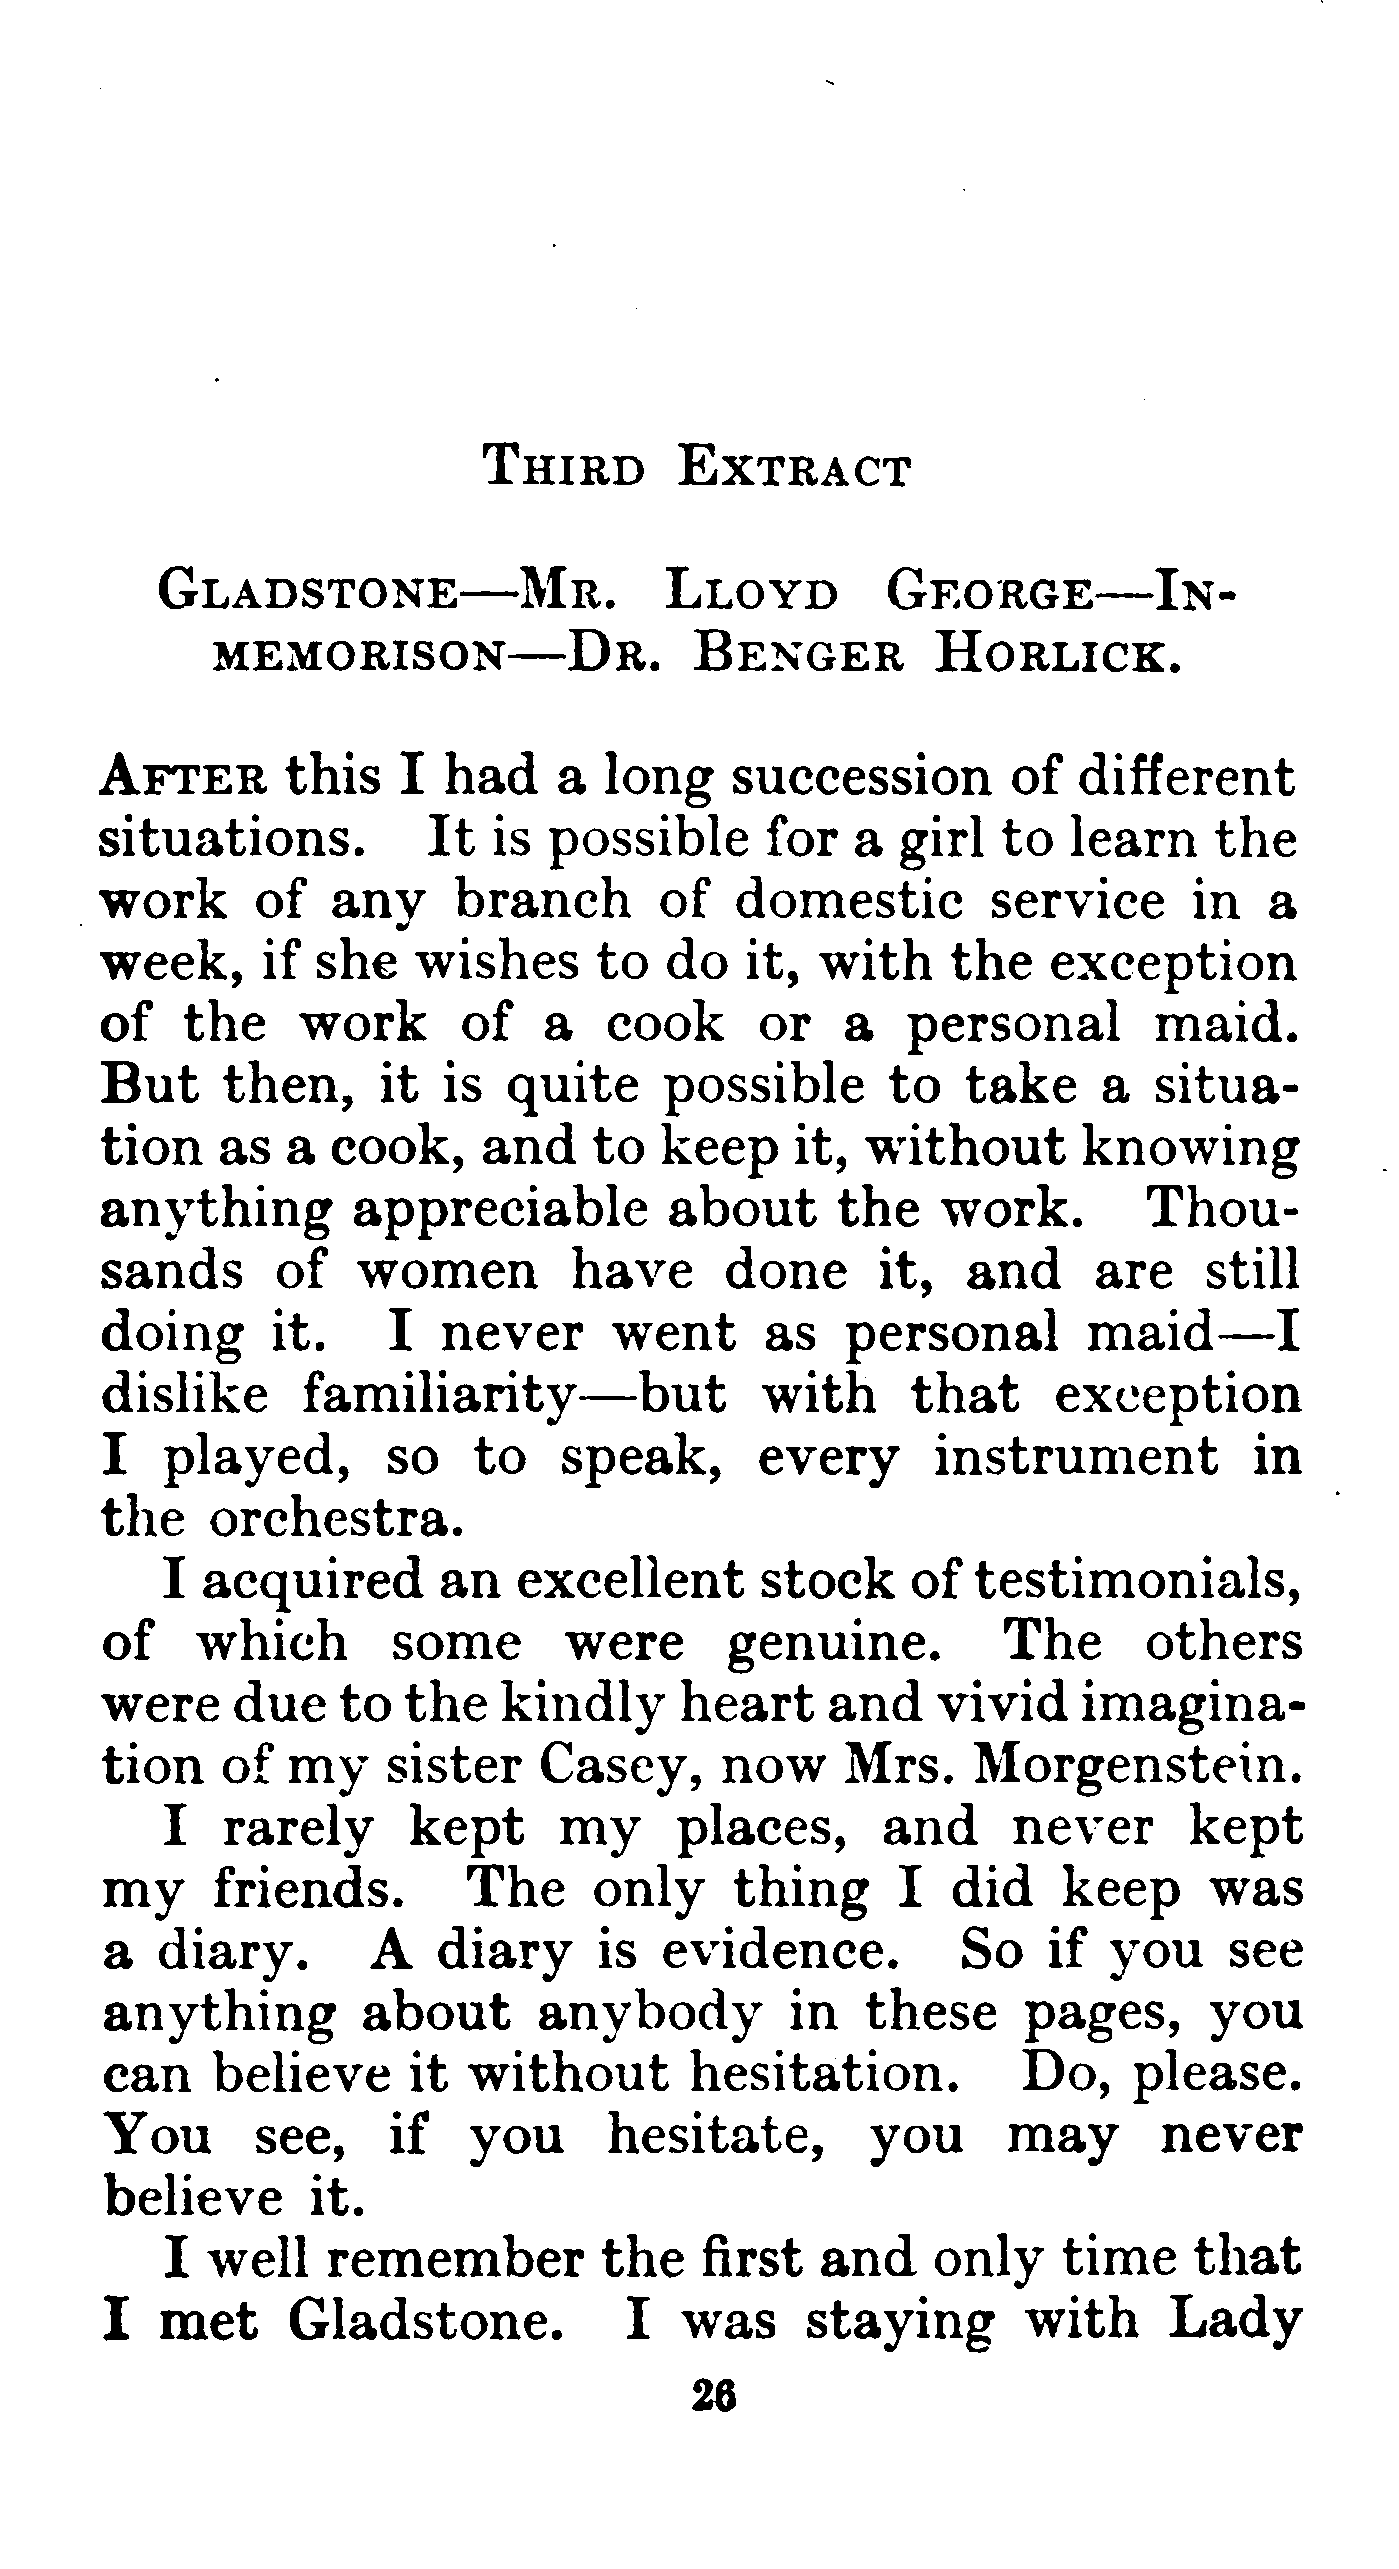 THIRD EXTRACT
GLADSTONE—MR. LLOYD GEORGE—IN-
MEMORISON—DR. BENGER HORLICK.
AFTER this I had a long succession of different
situations. It is possible for a girl to learn the
work of any branch of domestic service in a
week, if she wishes to do it, with the exception
of the work of a cook or a personal maid.
But then, it is quite possible to take a situa-
tion as a cook, and to keep it, without knowing
anything appreciable about the work. Thou-
sands of women have done it, and are still
doing it. I never went as personal maid—I
dislike familiarity—but with that exception
I played, so to speak, every instrument in
the orchestra.
I acquired an excellent stock of testimonials,
of which some were genuine. The others
were due to the kindly heart and vivid imagina-
tion of my sister Casey, now Mrs. Morgenstein.
I rarely kept my places, and never kept
my friends. The only thing I did keep was
a diary. A diary is evidence. So if you see
anything about anybody in these pages, you
can believe it without hesitation. Do, please.
You see, if you hesitate, you may never
believe it.
I well remember the first and only time that
I met Gladstone. I was staying with Lady
26